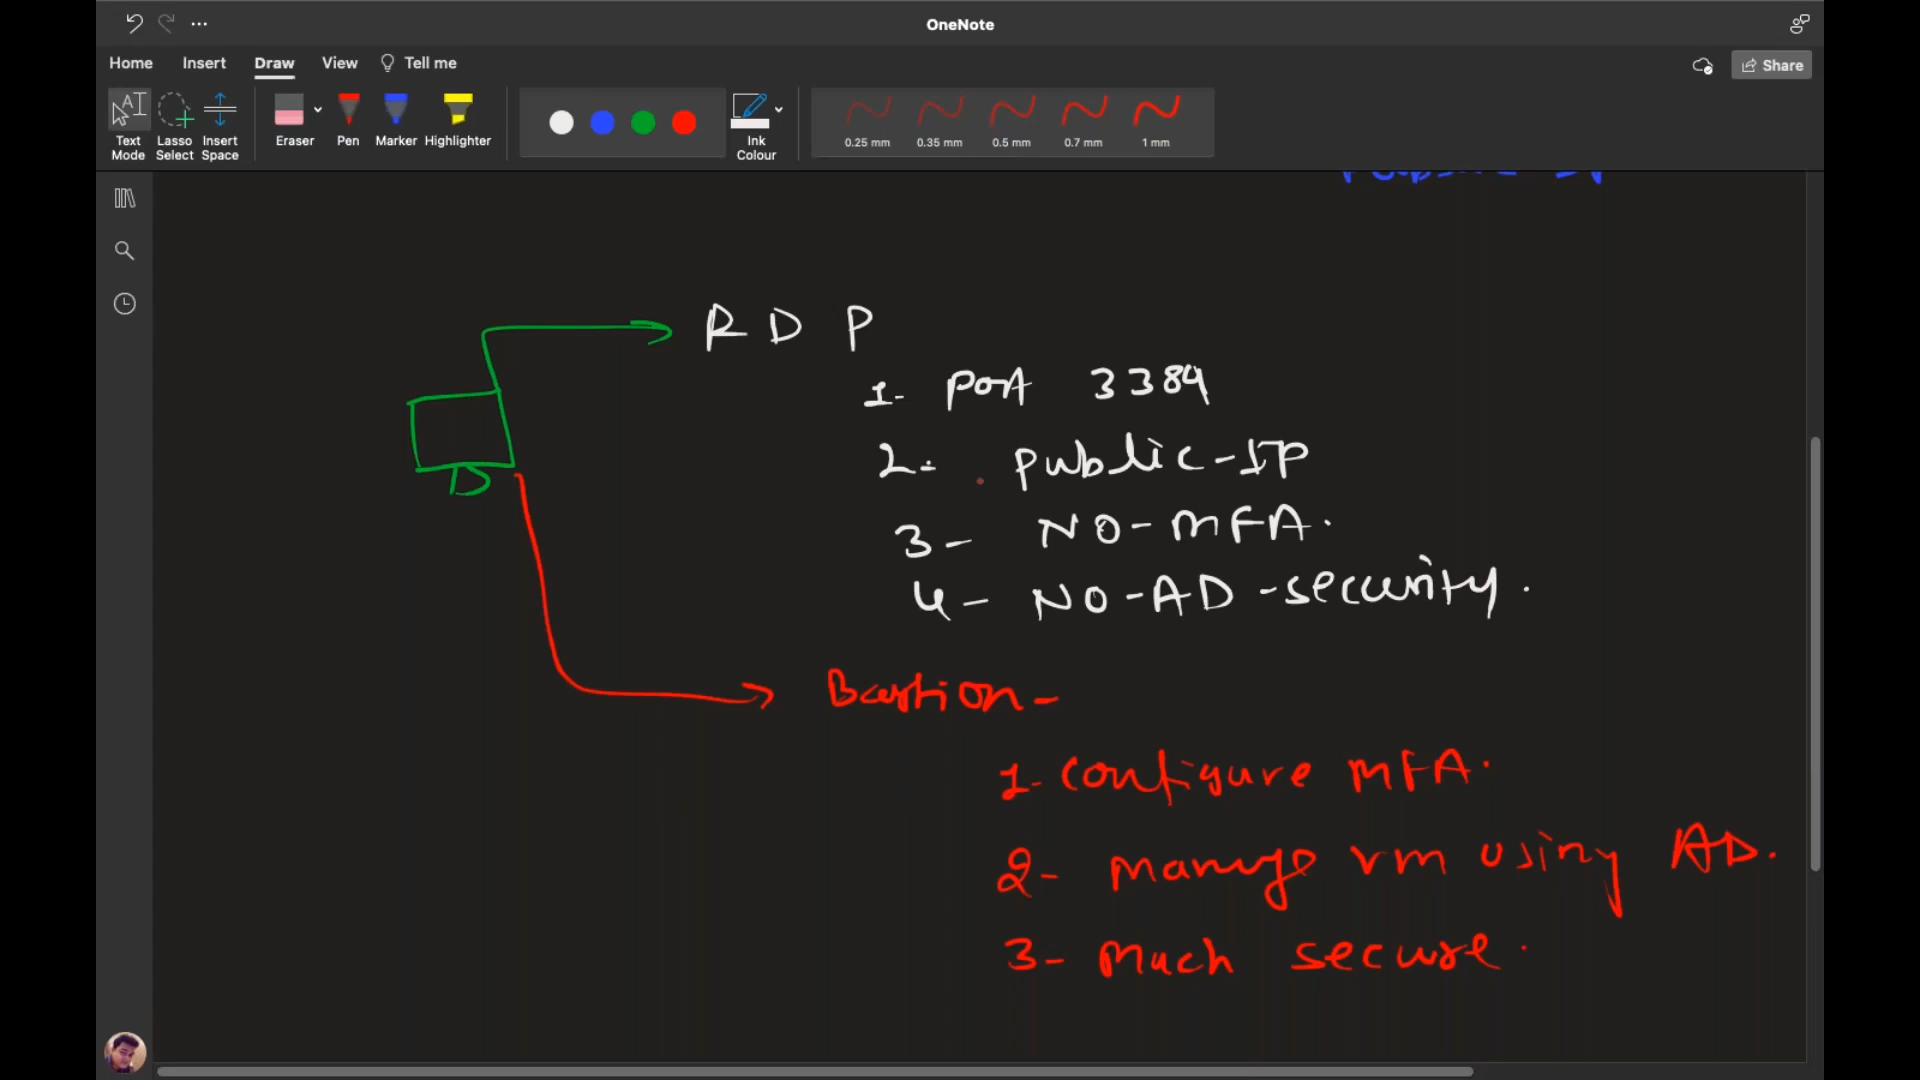 OneNote
Home Insert Draw View Tell me
Share
Text Mode
Lasso Select
Insert Space
Eraser
Pen
Marker
Highlighter
Ink Colour
0.25 mm
0.35 mm
0.5 mm
0.7 mm
1 mm
Public IP
RDP
1- Port 3389
2- public-IP
3- NO-MFA.
4- NO-AD-security.
Bastion-
1- Configure MFA.
2- Manage vm using AD.
3- Much secure.